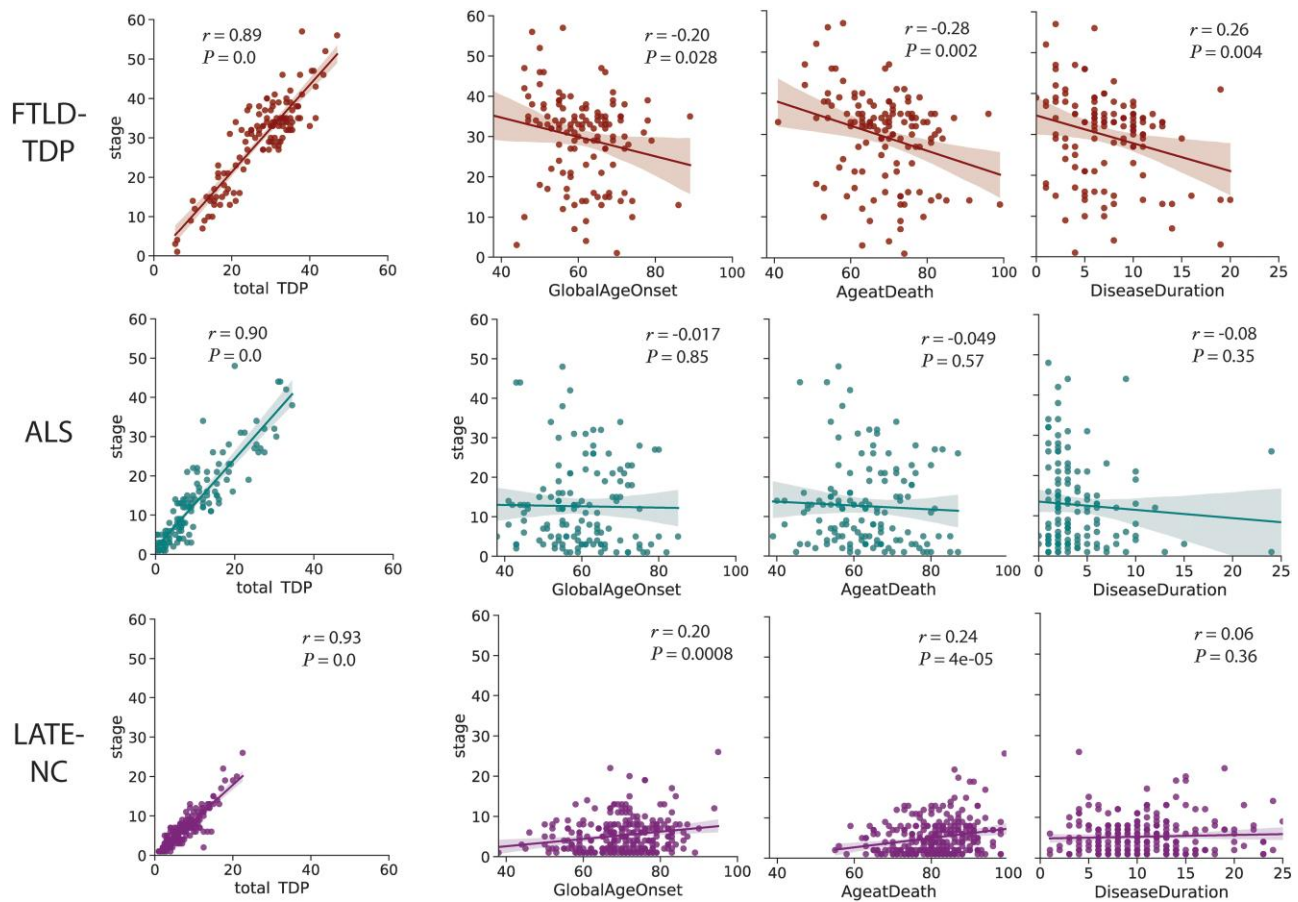 FTLD-
TDP
stage
60
50
40
30
20
10
0
r = 0.89
P = 0.0
0 20 40 60
total TDP
60
50
40
30
20
10
0
r = -0.20
P = 0.028
40 60 80 100
GlobalAgeOnset
r = -0.28
P = 0.002
40 60 80 100
AgeatDeath
r = 0.26
P = 0.004
0 5 10 15 20 25
DiseaseDuration
ALS
stage
60
50
40
30
20
10
0
r = 0.90
P = 0.0
0 20 40 60
total TDP
stage
60
50
40
30
20
10
0
r = -0.017
P = 0.85
40 60 80 100
GlobalAgeOnset
r = -0.049
P = 0.57
40 60 80 100
AgeatDeath
r = -0.08
P = 0.35
0 5 10 15 20 25
DiseaseDuration
LATE-
NC
stage
60
50
40
30
20
10
0
r = 0.93
P = 0.0
0 20 40 60
total TDP
stage
60
50
40
30
20
10
0
r = 0.20
P = 0.0008
40 60 80 100
GlobalAgeOnset
r = 0.24
P = 4e-05
40 60 80 100
AgeatDeath
r = 0.06
P = 0.36
0 5 10 15 20 25
DiseaseDuration